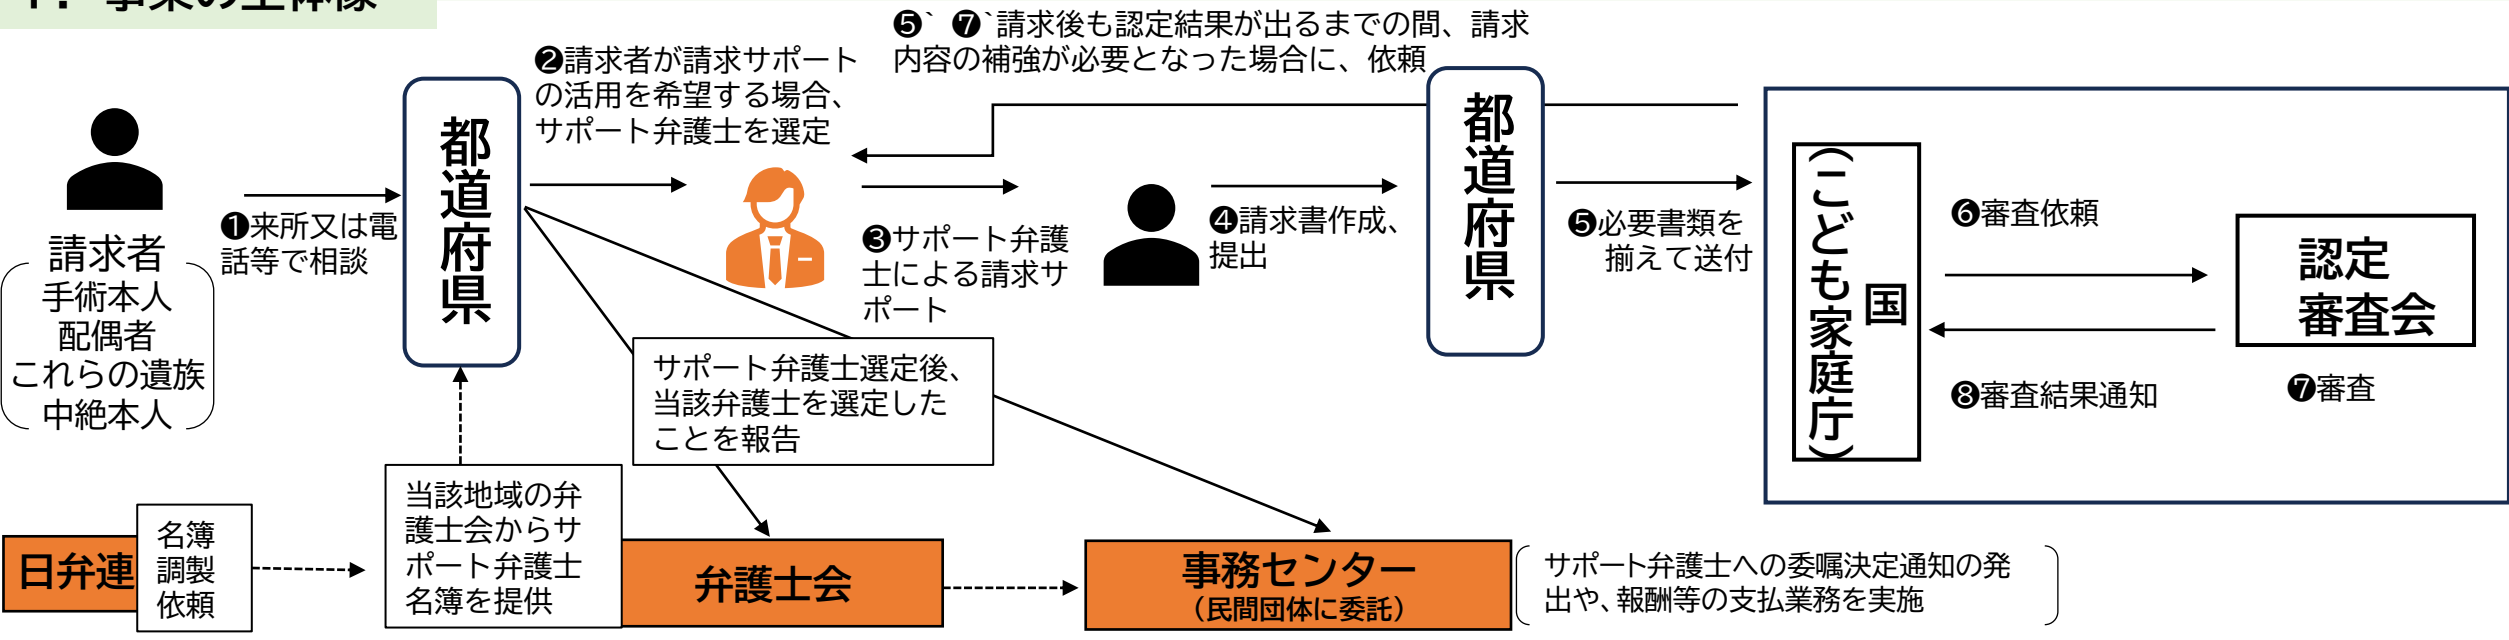 1．事業の全体像
❺` ❼`請求後も認定結果が出るまでの間、請求
内容の補強が必要となった場合に、依頼
❷請求者が請求サポート
の活用を希望する場合、
サポート弁護士を選定
都道府県
都道府県
請求者
手術本人
配偶者
これらの遺族
中絶本人
❶来所又は電
話等で相談
❸サポート弁護
士による請求サ
ポート
❹請求書作成、
提出
❺必要書類を
揃えて送付
国
（こども家庭庁）
❻審査依頼
認定
審査会
❽審査結果通知
❼審査
サポート弁護士選定後、
当該弁護士を選定した
ことを報告
日弁連
名簿
調製
依頼
当該地域の弁
護士会からサ
ポート弁護士
名簿を提供
弁護士会
事務センター
（民間団体に委託）
サポート弁護士への委嘱決定通知の発
出や、報酬等の支払業務を実施